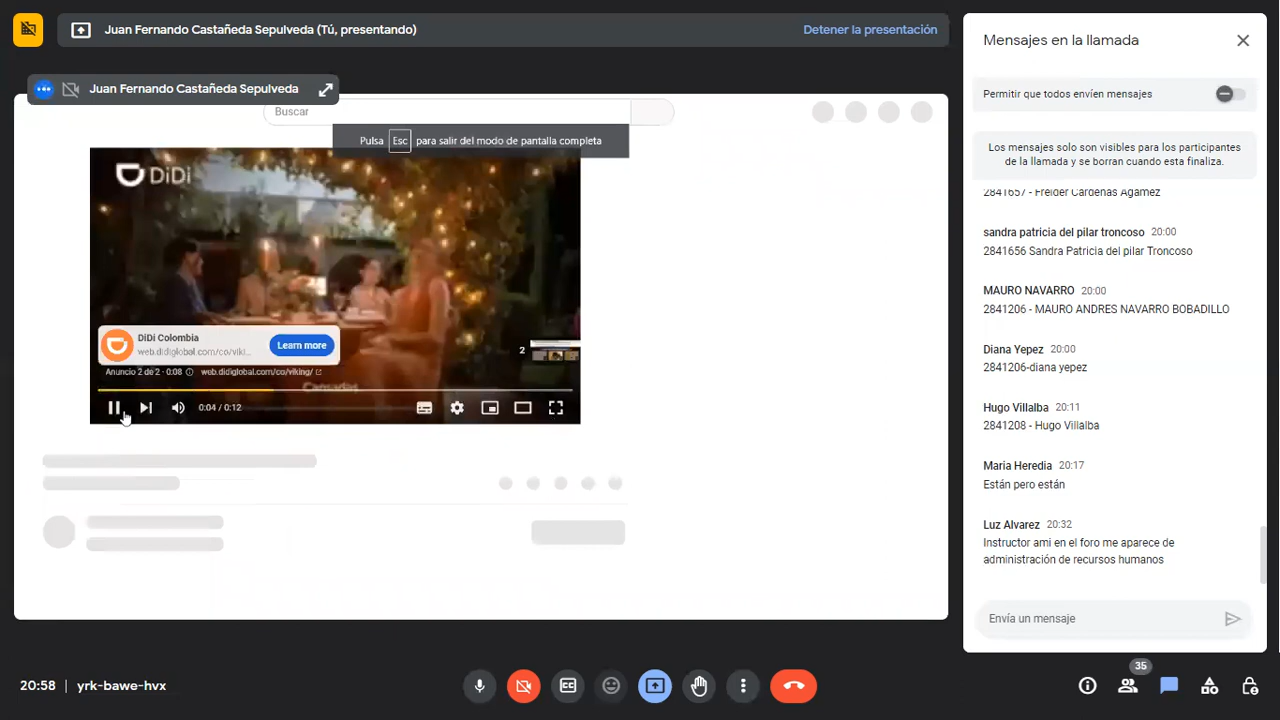 Juan Fernando Castañeda Sepulveda (Tú, presentando)
Detener la presentación
Juan Fernando Castañeda Sepulveda
Buscar
Pulsa Esc para salir del modo de pantalla completa
DiDi
DiDi Colombia
web.didiglobal.com/co/viki...
Learn more
2
Anuncio 2 de 2 · 0:08
web.didiglobal.com/co/viking/
Cansadas
0:04 / 0:12
Mensajes en la llamada
Permitir que todos envíen mensajes
Los mensajes solo son visibles para los participantes
de la llamada y se borran cuando esta finaliza.
2841657 - Freider Cardenas Agamez
sandra patricia del pilar troncoso 20:00
2841656 Sandra Patricia del pilar Troncoso
MAURO NAVARRO 20:00
2841206 - MAURO ANDRES NAVARRO BOBADILLO
Diana Yepez 20:00
2841206-diana yepez
Hugo Villalba 20:11
2841208 - Hugo Villalba
Maria Heredia 20:17
Están pero están
Luz Alvarez 20:32
Instructor ami en el foro me aparece de
administración de recursos humanos
Envía un mensaje
20:58 | yrk-bawe-hvx
35